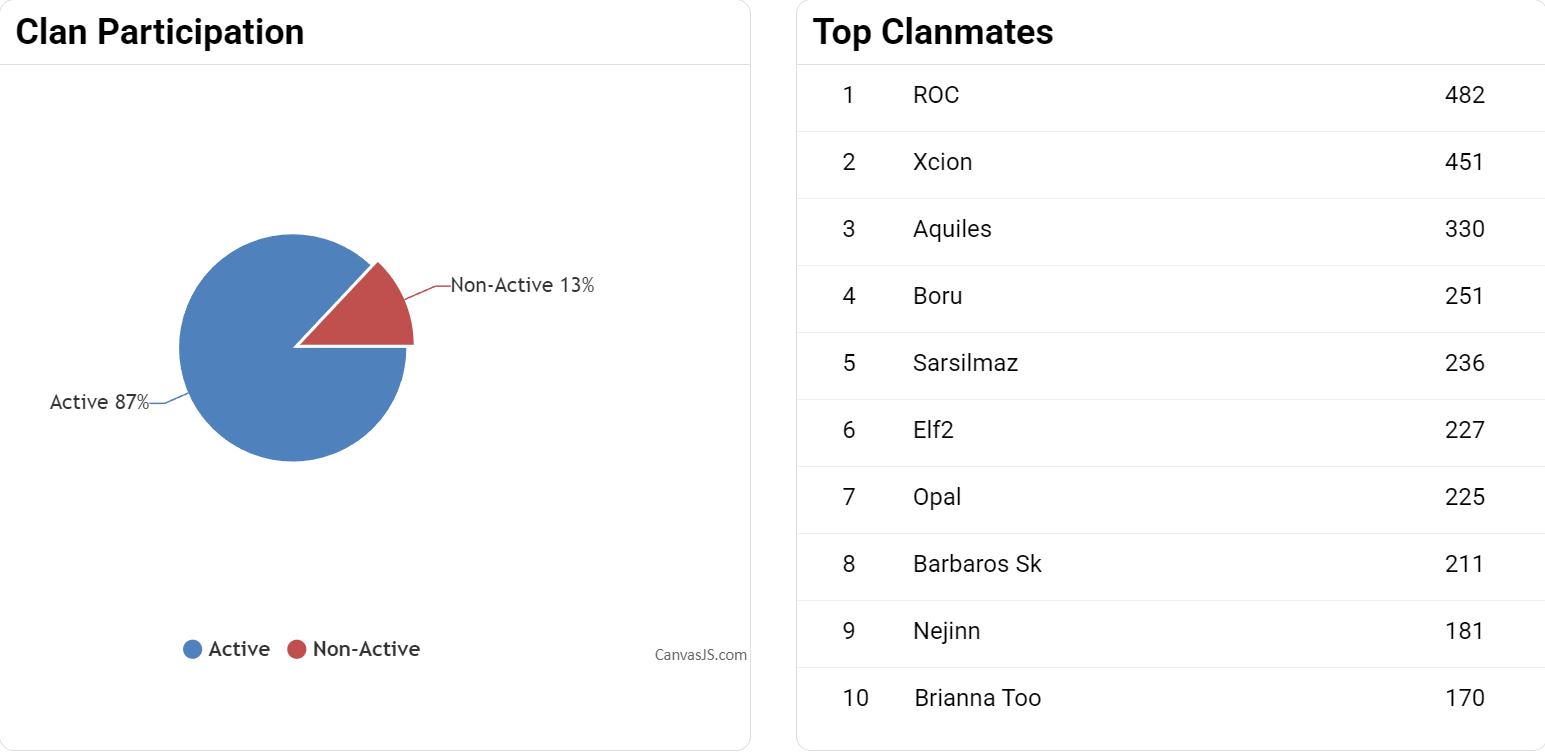 Clan Participation
Non-Active 13%
Active 87%
Active Non-Active
CanvasJS.com
Top Clanmates
1 ROC 482
2 Xcion 451
3 Aquiles 330
4 Boru 251
5 Sarsilmaz 236
6 Elf2 227
7 Opal 225
8 Barbaros Sk 211
9 Nejinn 181
10 Brianna Too 170